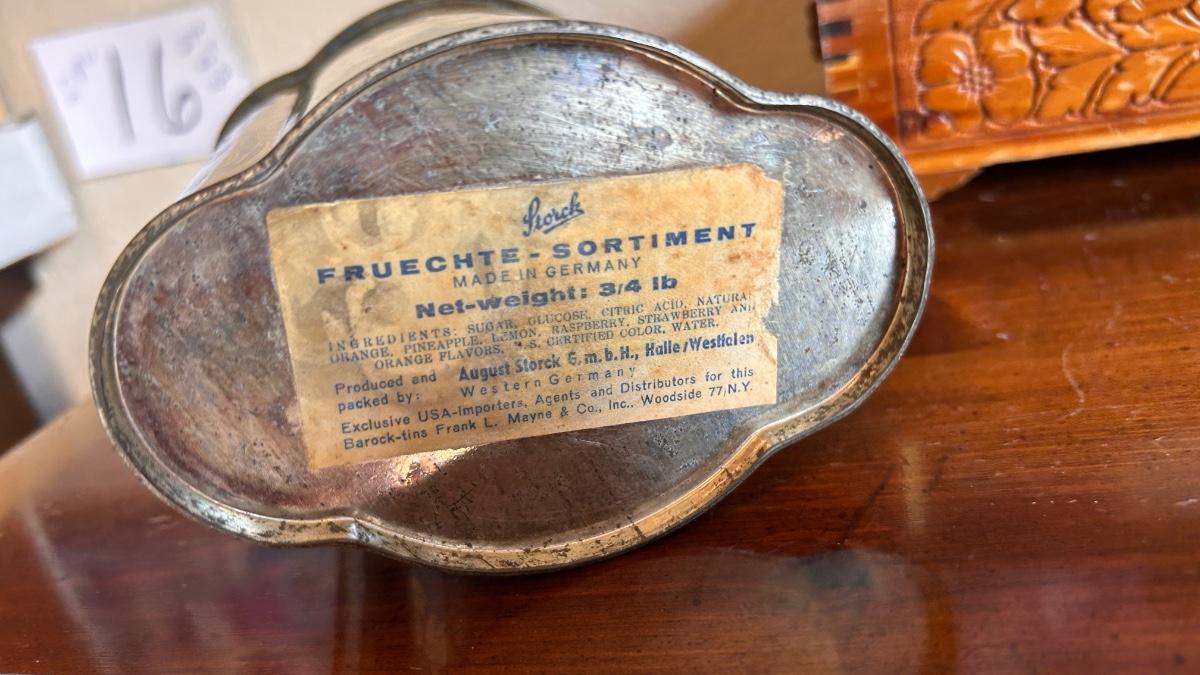 16
Storck
FRUECHTE - SORTIMENT
MADE IN GERMANY
Net-weight: 3/4 lb
INGREDIENTS: SUGAR, GLUCOSE, CITRIC ACID, NATURAL
ORANGE, PINEAPPLE, LEMON, RASPBERRY, STRAWBERRY AND
ORANGE FLAVORS, U.S. CERTIFIED COLOR, WATER.
Produced and August Storck G.m.b.H., Halle/Westfalen
packed by: Western Germany
Exclusive USA-Importers, Agents and Distributors for this
Barock-tins Frank L. Mayne & Co., Inc., Woodside 77, N.Y.